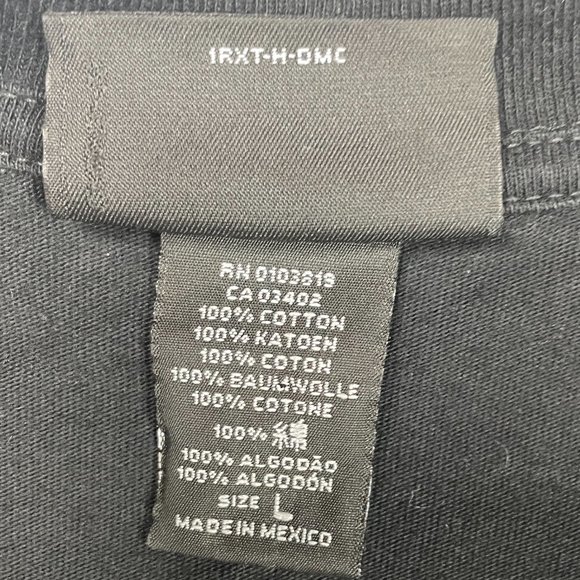 1RXT-H-DMC
RN 0103819
CA 03402
100% COTTON
100% KATOEN
100% COTON
100% BAUMWOLLE
100% COTONE
100% 綿
100% ALGODÃO
100% ALGODÓN
SIZE L
MADE IN MEXICO